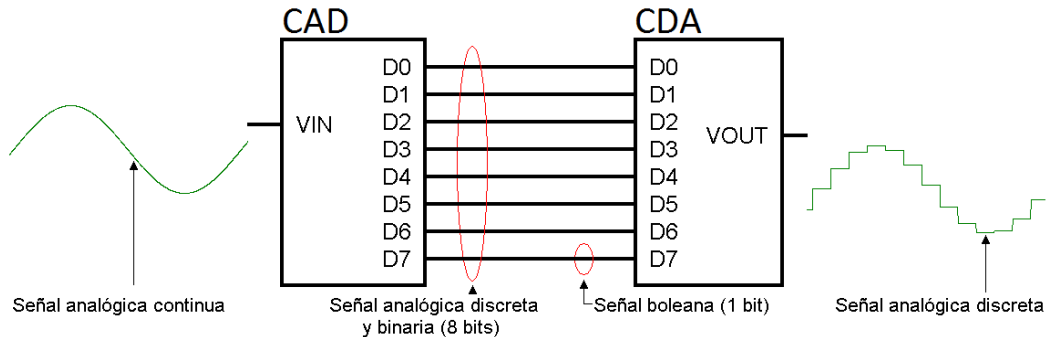 CAD
CDA
D0
D1
D2
D3
D4
D5
D6
D7
VIN
D0
D1
D2
D3
D4
D5
D6
D7
VOUT
Señal analógica continua
Señal analógica discreta
y binaria (8 bits)
Señal boleana (1 bit)
Señal analógica discreta